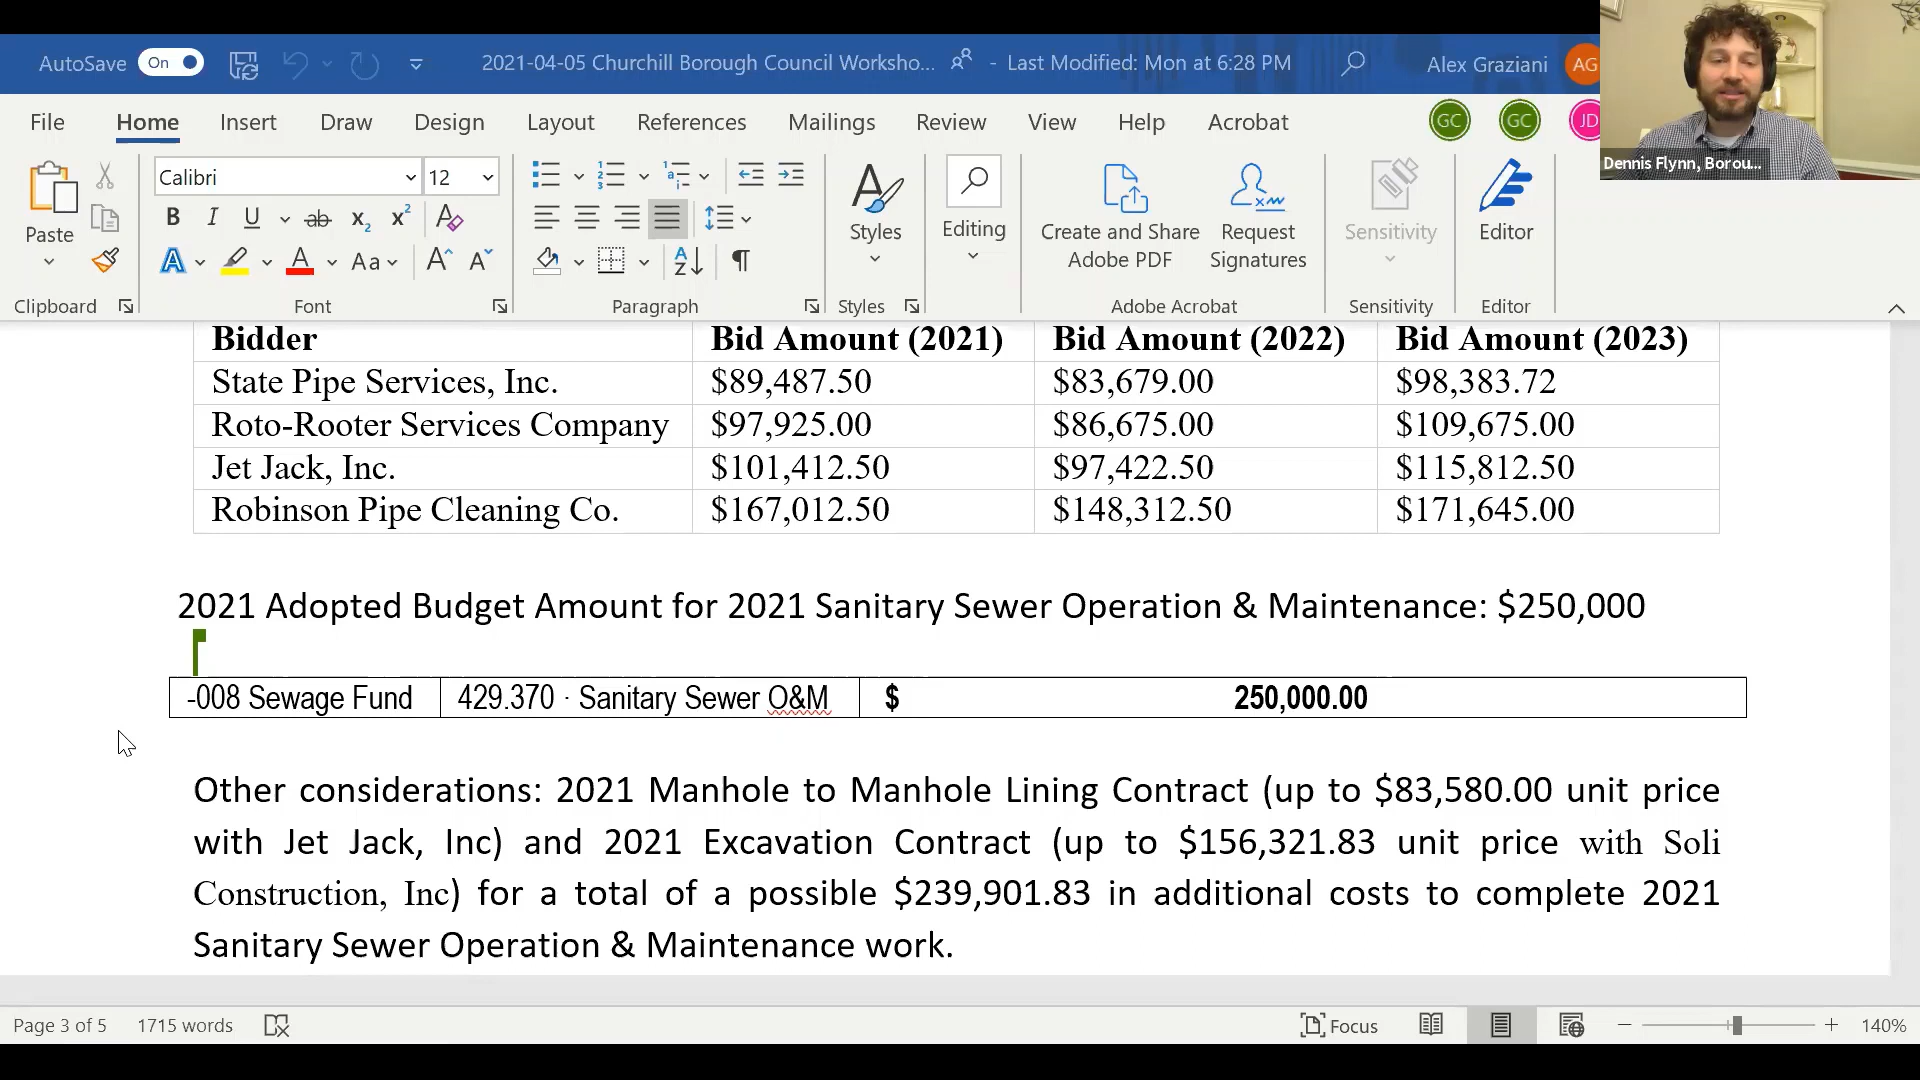 AutoSave On 2021-04-05 Churchill Borough Council Worksho... - Last Modified: Mon at 6:28 PM Alex Graziani AG
File Home Insert Draw Design Layout References Mailings Review View Help Acrobat GC GC JD
Dennis Flynn, Borou...
Calibri 12
Paste Styles Editing Create and Share Adobe PDF Request Signatures Sensitivity Editor
Clipboard Font Paragraph Styles Adobe Acrobat Sensitivity Editor
Bidder Bid Amount (2021) Bid Amount (2022) Bid Amount (2023)
State Pipe Services, Inc. $89,487.50 $83,679.00 $98,383.72
Roto-Rooter Services Company $97,925.00 $86,675.00 $109,675.00
Jet Jack, Inc. $101,412.50 $97,422.50 $115,812.50
Robinson Pipe Cleaning Co. $167,012.50 $148,312.50 $171,645.00
2021 Adopted Budget Amount for 2021 Sanitary Sewer Operation & Maintenance: $250,000
-008 Sewage Fund 429.370 · Sanitary Sewer O&M $ 250,000.00
Other considerations: 2021 Manhole to Manhole Lining Contract (up to $83,580.00 unit price
with Jet Jack, Inc) and 2021 Excavation Contract (up to $156,321.83 unit price with Soli
Construction, Inc) for a total of a possible $239,901.83 in additional costs to complete 2021
Sanitary Sewer Operation & Maintenance work.
Page 3 of 5 1715 words Focus 140%